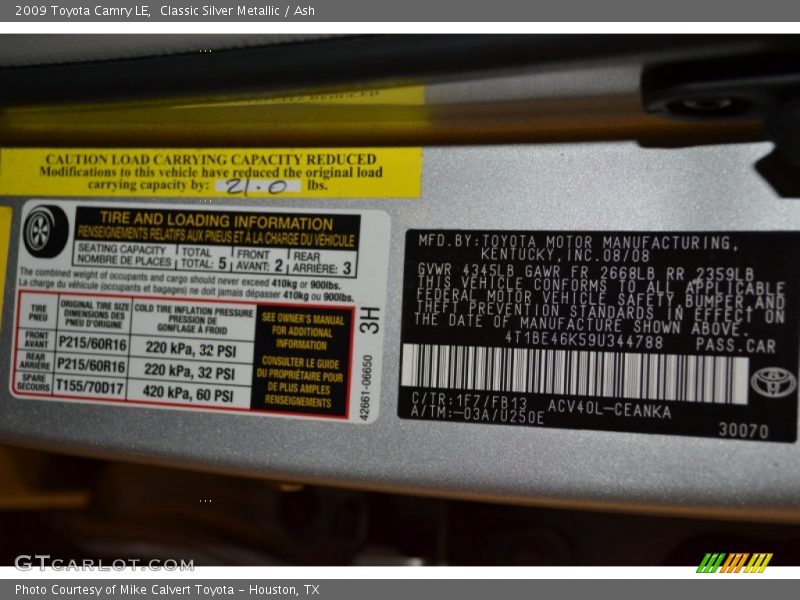 2009 Toyota Camry LE, Classic Silver Metallic / Ash
CAUTION LOAD CARRYING CAPACITY REDUCED
Modifications to this vehicle have reduced the original load
carrying capacity by: 21.0 lbs.
TIRE AND LOADING INFORMATION
RENSEIGNEMENTS RELATIFS AUX PNEUS ET À LA CHARGE DU VÉHICULE
SEATING CAPACITY TOTAL FRONT REAR
NOMBRE DE PLACES TOTAL: 5 AVANT: 2 ARRIÈRE: 3
The combined weight of occupants and cargo should never exceed 410kg or 900lbs.
La charge du véhicule (occupants et bagages) ne doit jamais dépasser 410kg ou 900lbs.
TIRE PNEU
ORIGINAL TIRE SIZE DIMENSIONS DES PNEU D'ORIGINE
COLD TIRE INFLATION PRESSURE PRESSION DE GONFLAGE À FROID
FRONT AVANT P215/60R16 220 kPa, 32 PSI
REAR ARRIÈRE P215/60R16 220 kPa, 32 PSI
SPARE SECOURS T155/70D17 420 kPa, 60 PSI
SEE OWNER'S MANUAL
FOR ADDITIONAL
INFORMATION
CONSULTER LE GUIDE
DU PROPRIÉTAIRE POUR
DE PLUS AMPLES
RENSEIGNEMENTS
3H
42661-06650
MFD. BY: TOYOTA MOTOR MANUFACTURING,
KENTUCKY, INC. 08/08
GVWR 4345LB GAWR FR 2668LB RR 2359LB
THIS VEHICLE CONFORMS TO ALL APPLICABLE
FEDERAL MOTOR VEHICLE SAFETY, BUMPER AND
THEFT PREVENTION STANDARDS IN EFFECT ON
THE DATE OF MANUFACTURE SHOWN ABOVE.
4T1BE46K59U344788 PASS.CAR
C/TR: 1F7/FB13 ACV40L-CEANKA
A/TM: -03A/U250E
30070
GTCARLOT.COM
Photo Courtesy of Mike Calvert Toyota - Houston, TX